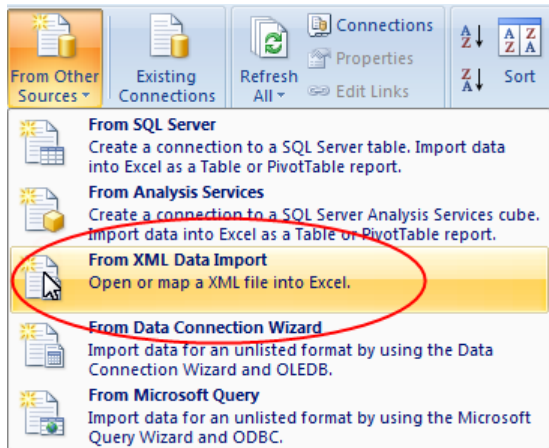 From Other
Sources
Existing
Connections
Refresh
All
Connections
Properties
Edit Links
A
Z
Z
A
A Z
Z A
Sort
From SQL Server
Create a connection to a SQL Server table. Import data
into Excel as a Table or PivotTable report.
From Analysis Services
Create a connection to a SQL Server Analysis Services cube.
Import data into Excel as a Table or PivotTable report.
From XML Data Import
Open or map a XML file into Excel.
From Data Connection Wizard
Import data for an unlisted format by using the Data
Connection Wizard and OLEDB.
From Microsoft Query
Import data for an unlisted format by using the Microsoft
Query Wizard and ODBC.